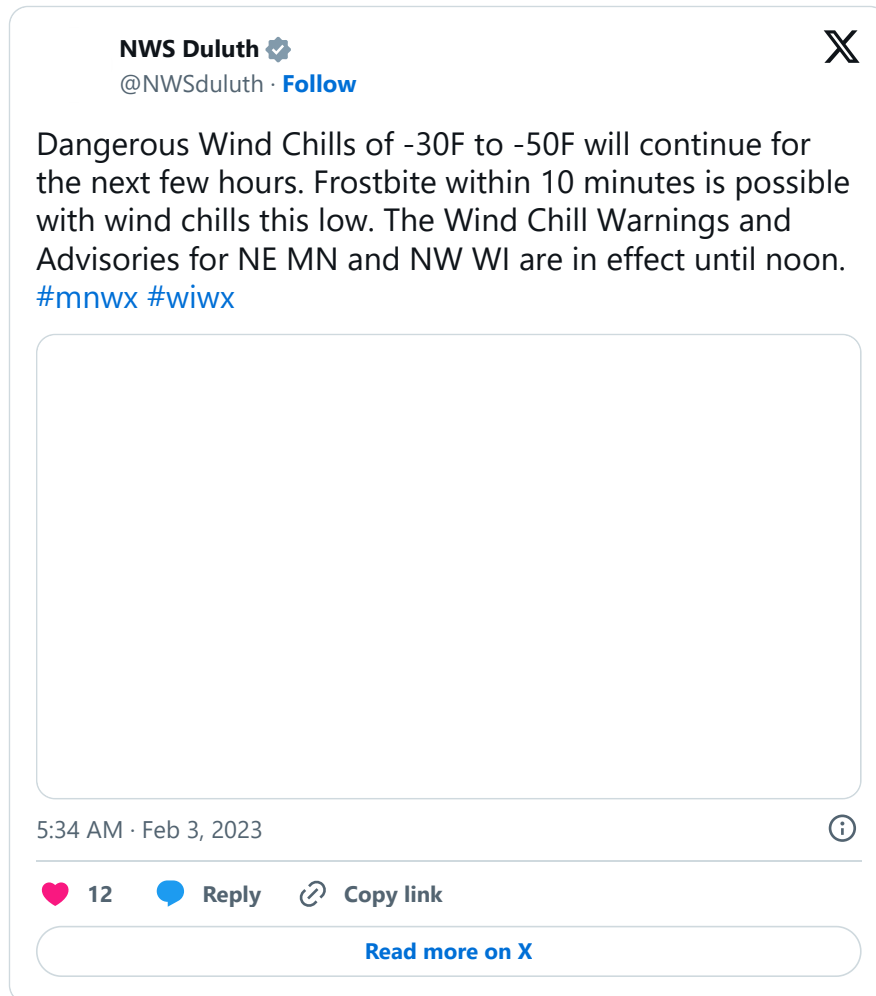 NWS Duluth
@NWSduluth · Follow
Dangerous Wind Chills of -30F to -50F will continue for
the next few hours. Frostbite within 10 minutes is possible
with wind chills this low. The Wind Chill Warnings and
Advisories for NE MN and NW WI are in effect until noon.
#mnwx #wiwx
5:34 AM · Feb 3, 2023
12 Reply Copy link
Read more on X